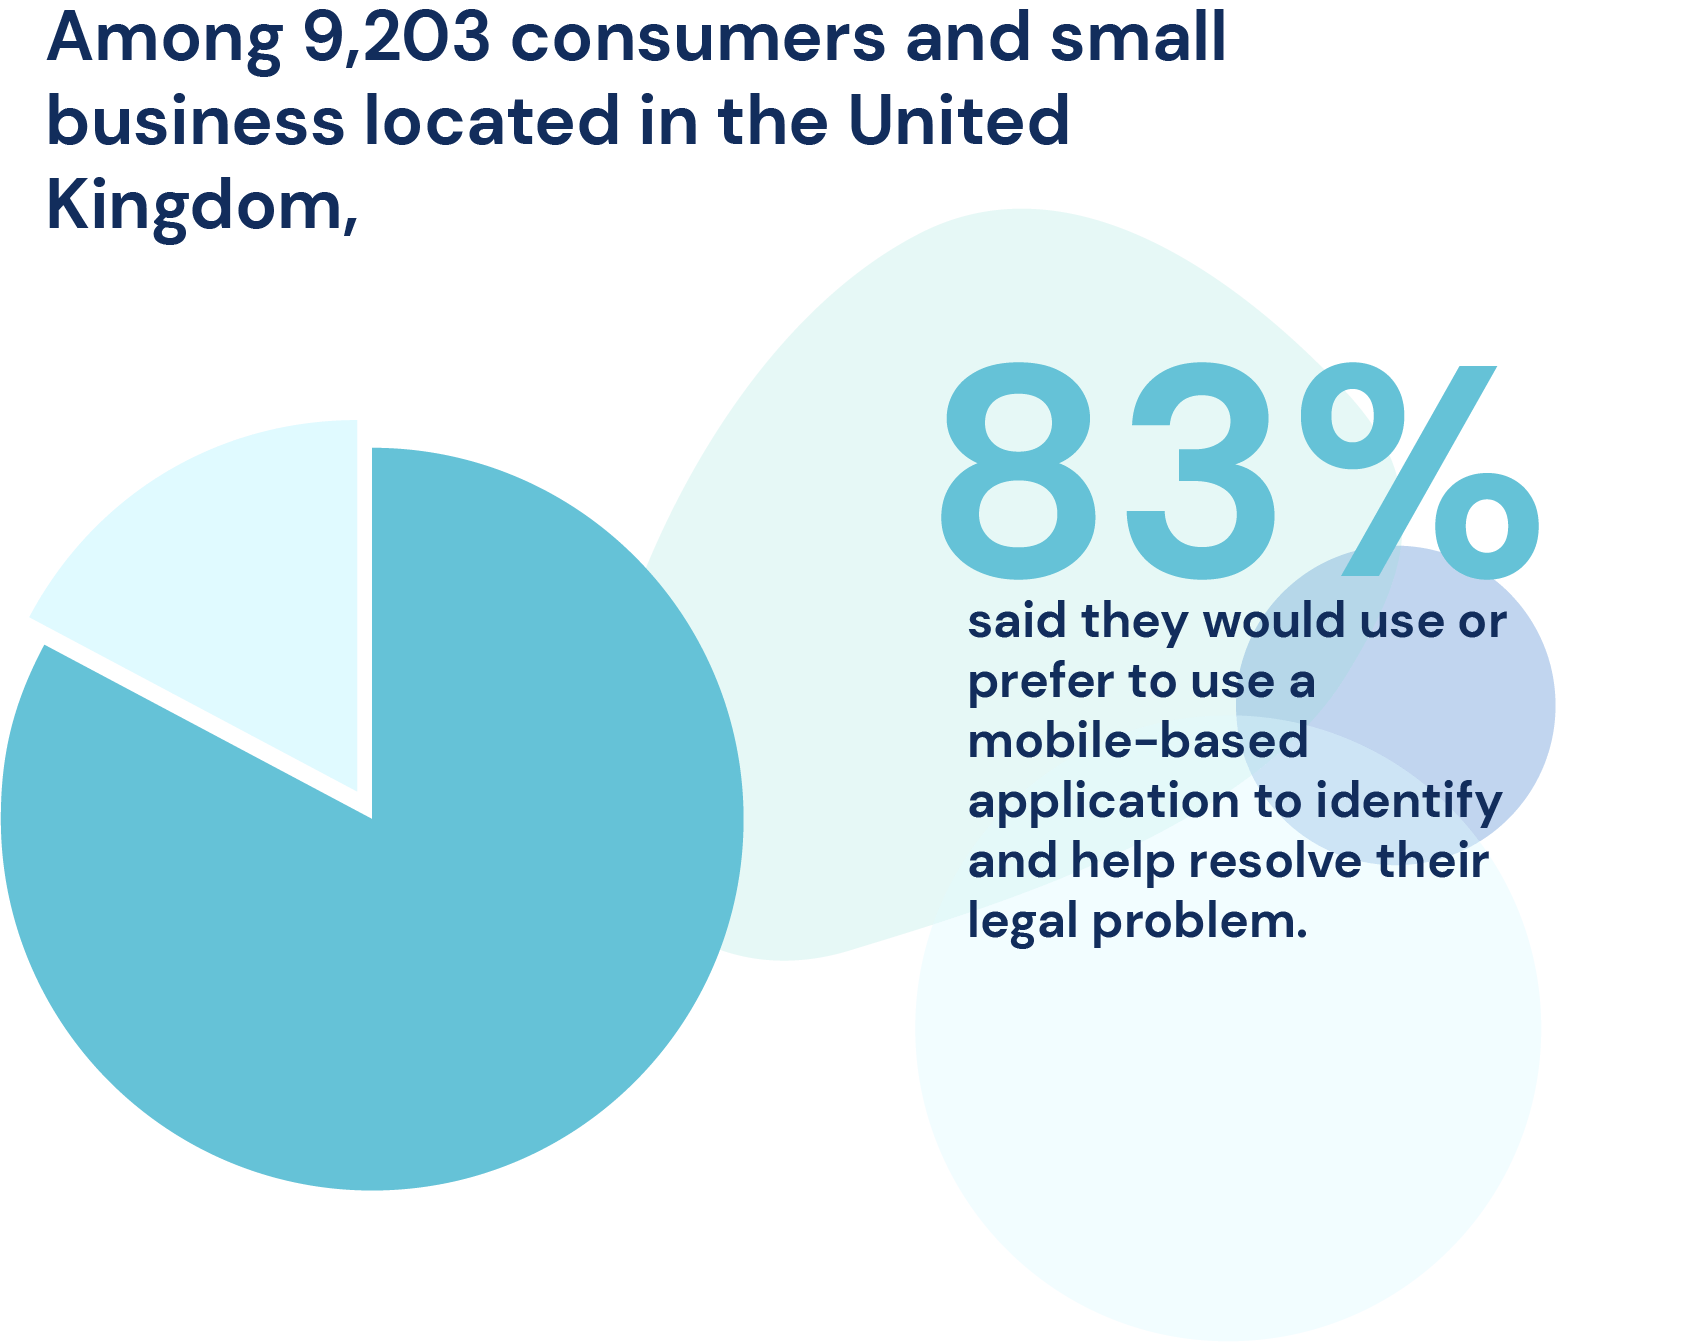 Among 9,203 consumers and small
business located in the United
Kingdom,
83%
said they would use or
prefer to use a
mobile-based
application to identify
and help resolve their
legal problem.